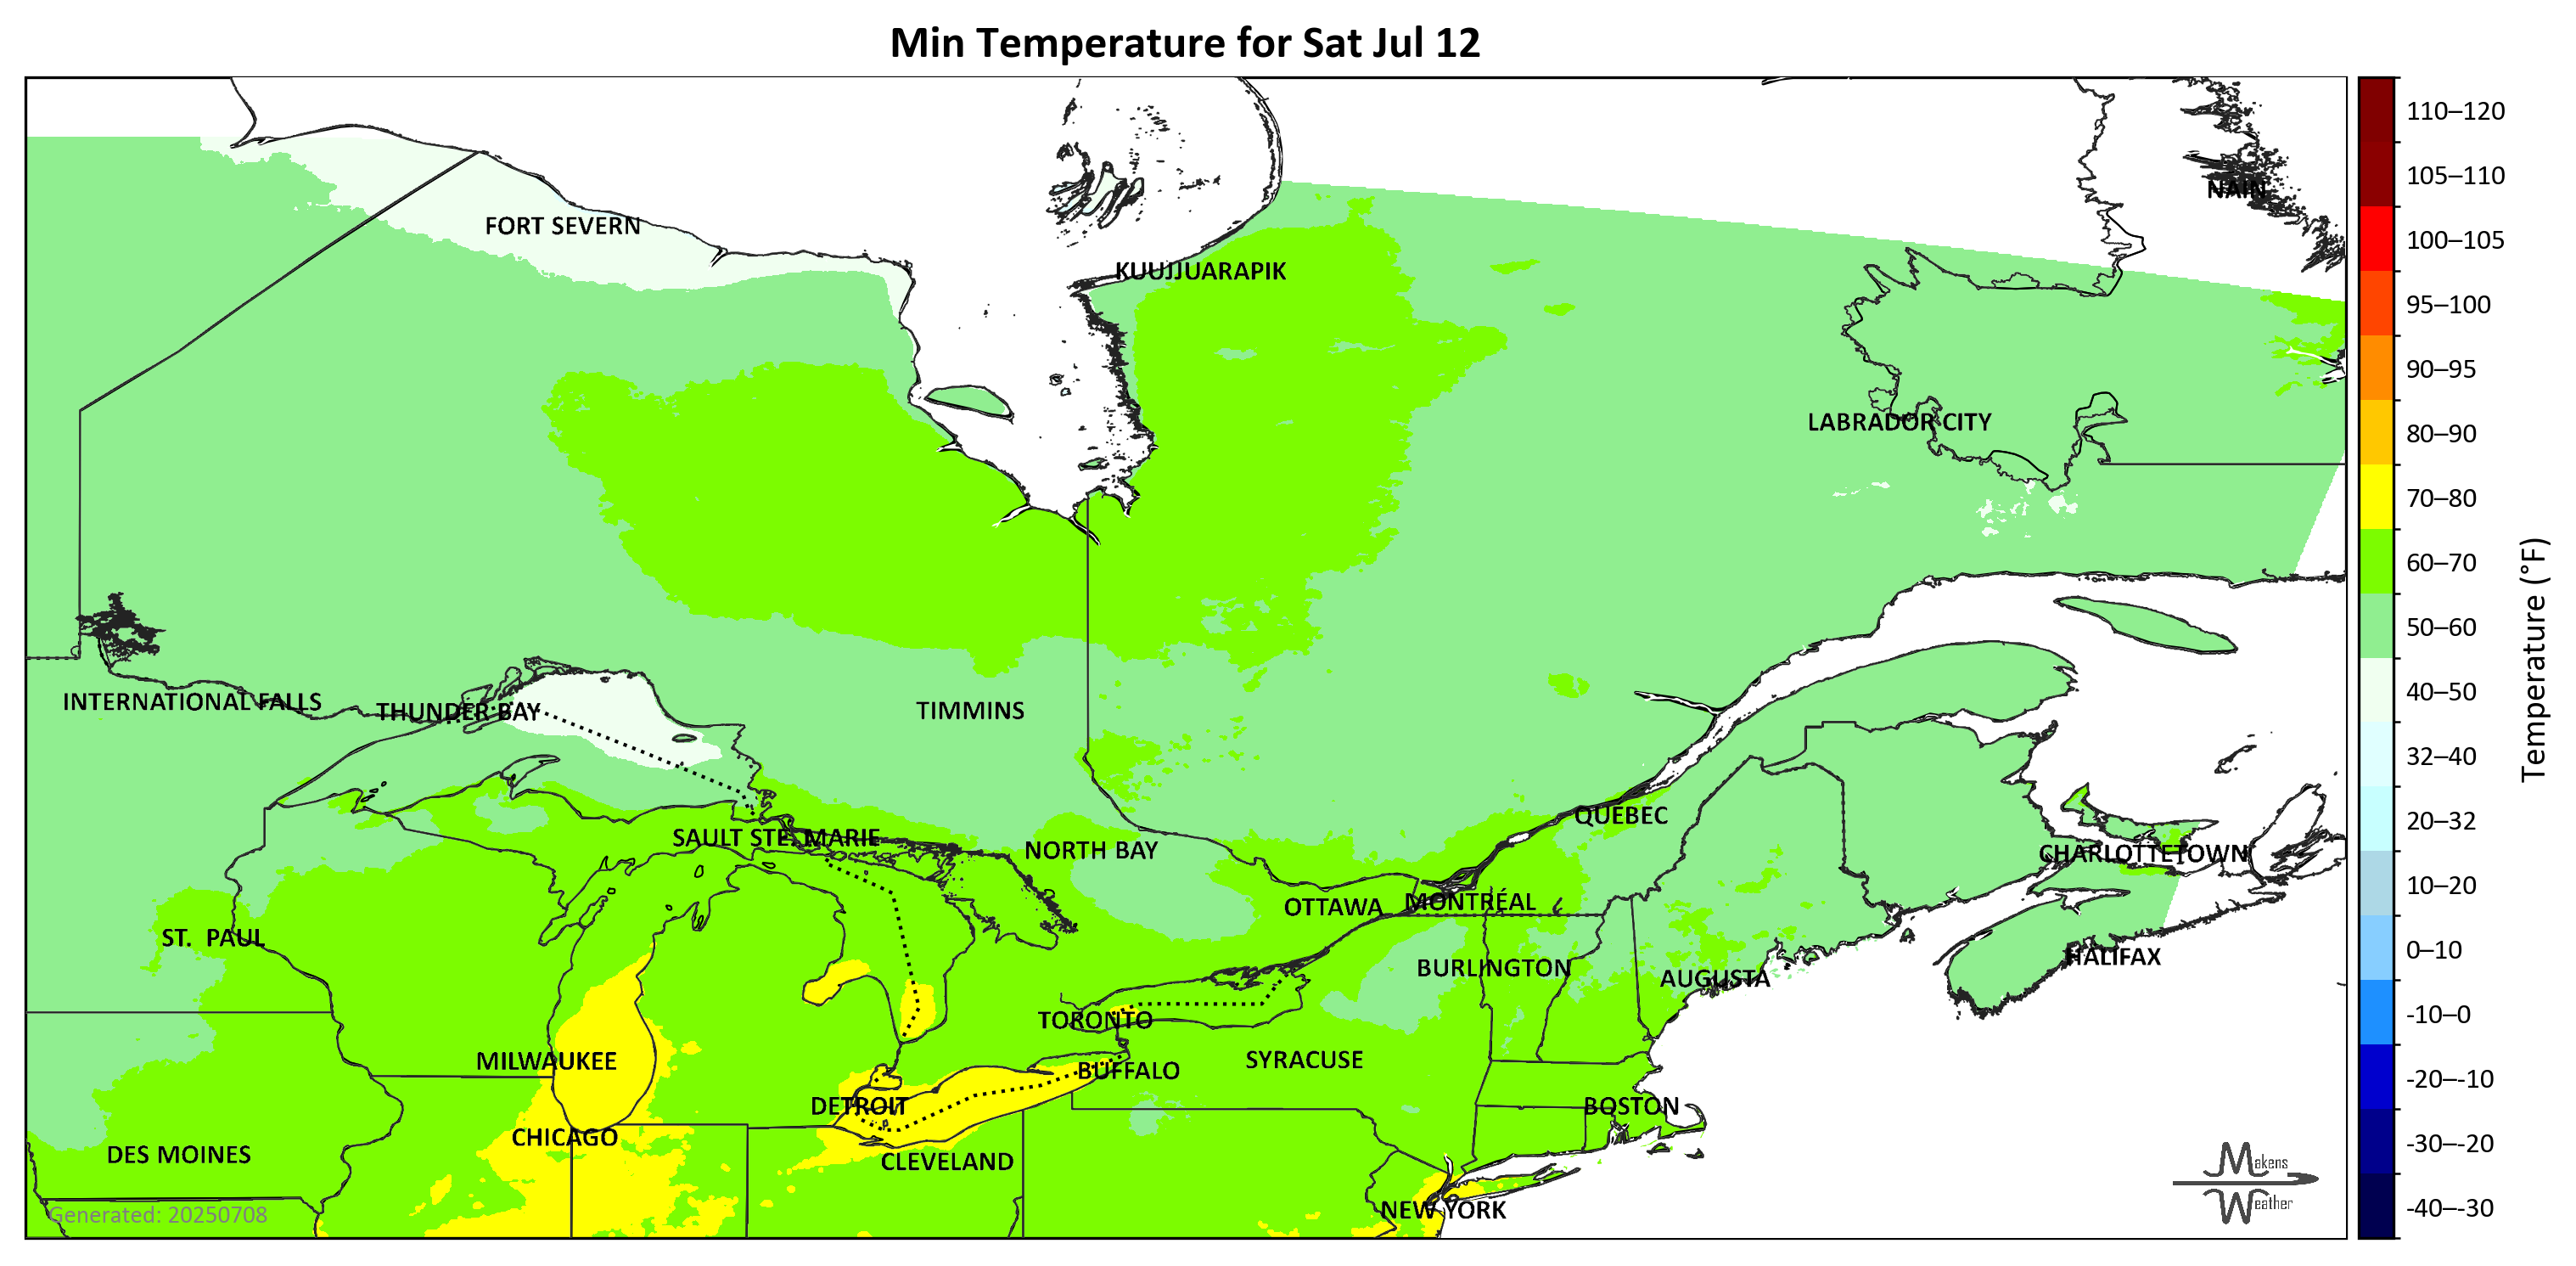 Min Temperature for Sat Jul 12
NAIN
FORT SEVERN
KUUJJUARAPIK
LABRADOR CITY
INTERNATIONAL FALLS
THUNDER BAY
TIMMINS
QUEBEC
SAULT STE. MARIE
NORTH BAY
CHARLOTTETOWN
OTTAWA
MONTRÉAL
ST.  PAUL
HALIFAX
BURLINGTON
AUGUSTA
TORONTO
MILWAUKEE
SYRACUSE
BUFFALO
DETROIT
BOSTON
CHICAGO
DES MOINES
CLEVELAND
NEW YORK
Generated: 20250708
Makens
Weather
110–120
105–110
100–105
95–100
90–95
80–90
70–80
60–70
50–60
40–50
32–40
20–32
10–20
0–10
-10–0
-20–-10
-30–-20
-40–-30
Temperature (°F)